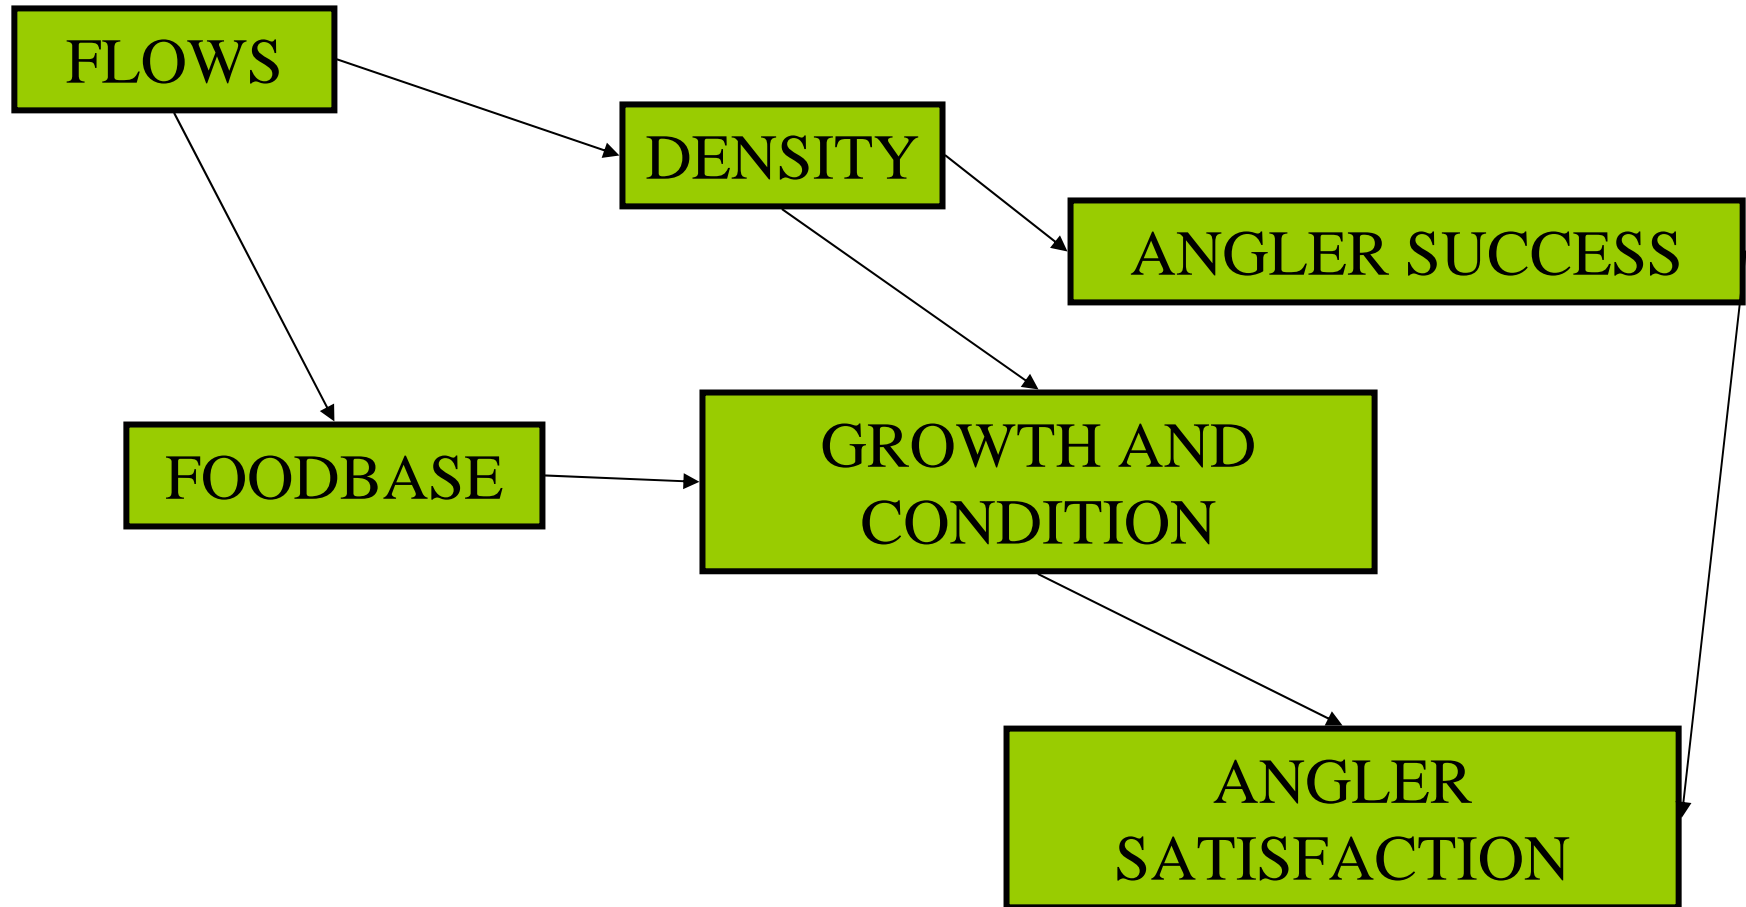 FLOWS
DENSITY
ANGLER SUCCESS
GROWTH AND
CONDITION
FOODBASE
ANGLER
SATISFACTION